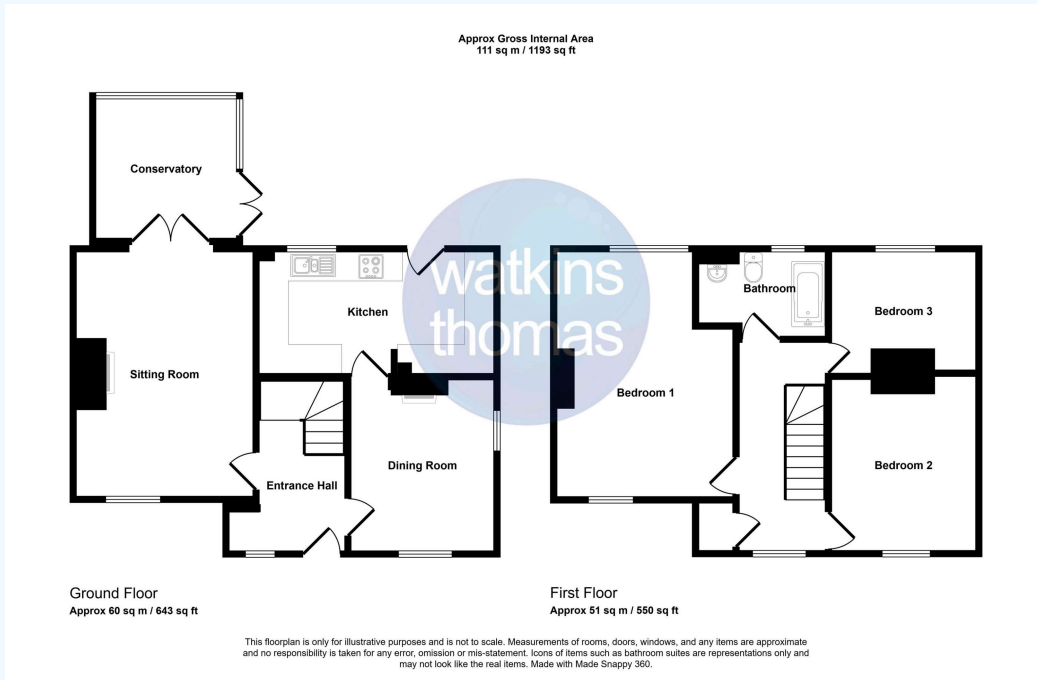 Approx Gross Internal Area
111 sq m / 1193 sq ft
Conservatory
watkins
thomas
Kitchen
Sitting Room
Dining Room
Entrance Hall
Ground Floor
Approx 60 sq m / 643 sq ft
Bathroom
Bedroom 3
Bedroom 1
Bedroom 2
First Floor
Approx 51 sq m / 550 sq ft
This floorplan is only for illustrative purposes and is not to scale. Measurements of rooms, doors, windows, and any items are approximate
and no responsibility is taken for any error, omission or mis-statement. Icons of items such as bathroom suites are representations only and
may not look like the real items. Made with Made Snappy 360.